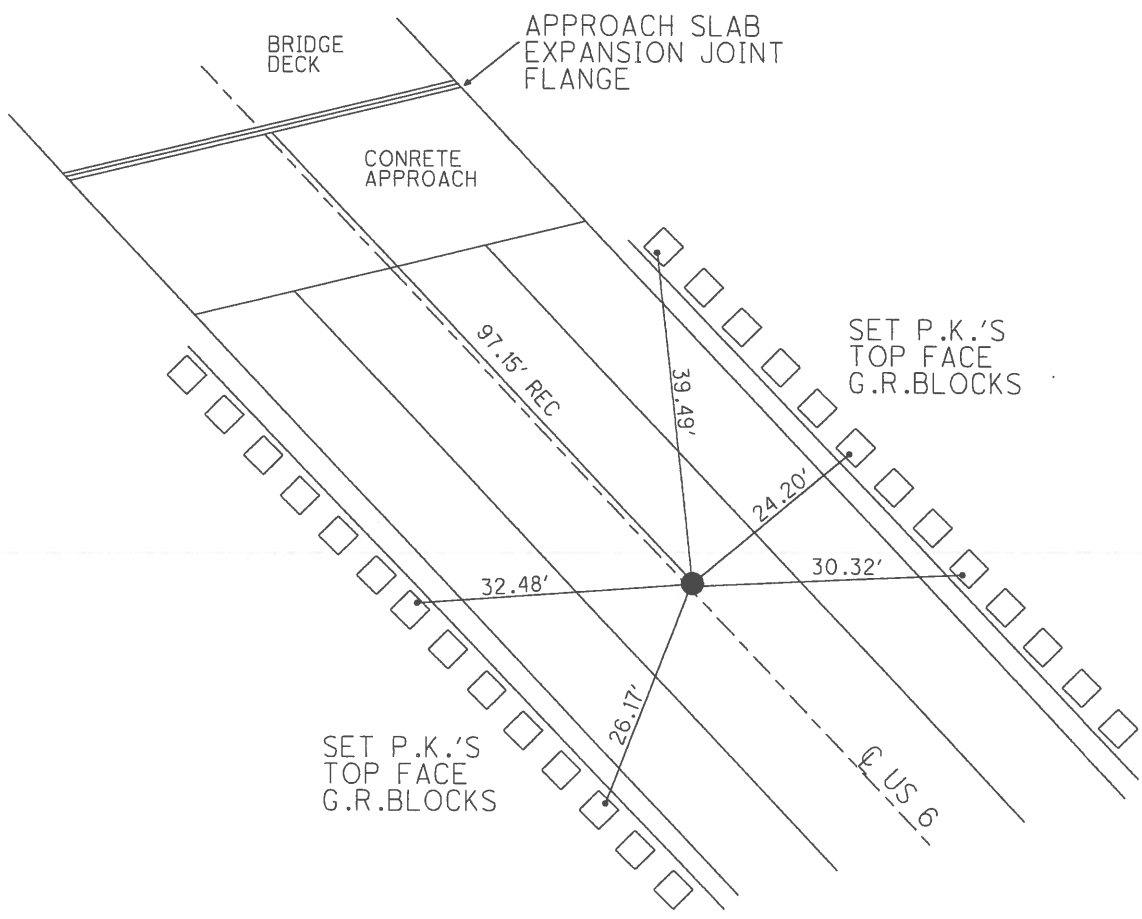 BRIDGE
DECK
APPROACH SLAB
EXPANSION JOINT
FLANGE
CONRETE
APPROACH
97.15' REC
39.49'
SET P.K.'S
TOP FACE
G.R.BLOCKS
24.20'
30.32'
32.48'
26.17'
SET P.K.'S
TOP FACE
G.R.BLOCKS
℄ US 6